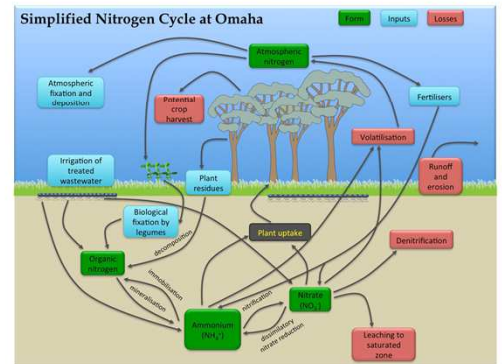 Simplified Nitrogen Cycle at Omaha
Form
Inputs
Losses
Atmospheric
nitrogen
Atmospheric
fixation and
deposition
Potential
crop
harvest
Fertilisers
Volatilisation
Irrigation of
treated
wastewater
Plant
residues
Runoff
and
erosion
Biological
fixation by
legumes
Plant uptake
decomposition
Denitrification
Organic
nitrogen
immobilisation
mineralisation
nitrification
Nitrate
(NO₃⁻)
Ammonium
(NH₄⁺)
dissimilatory
nitrate reduction
Leaching to
saturated
zone